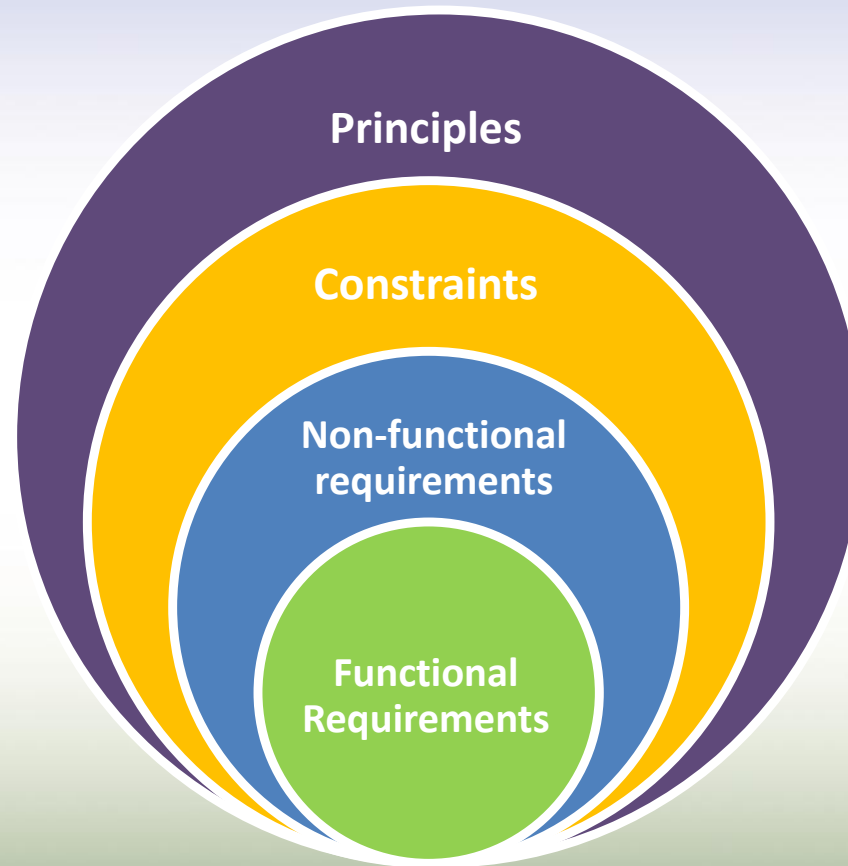 Principles
Constraints
Non-functional
requirements
Functional
Requirements